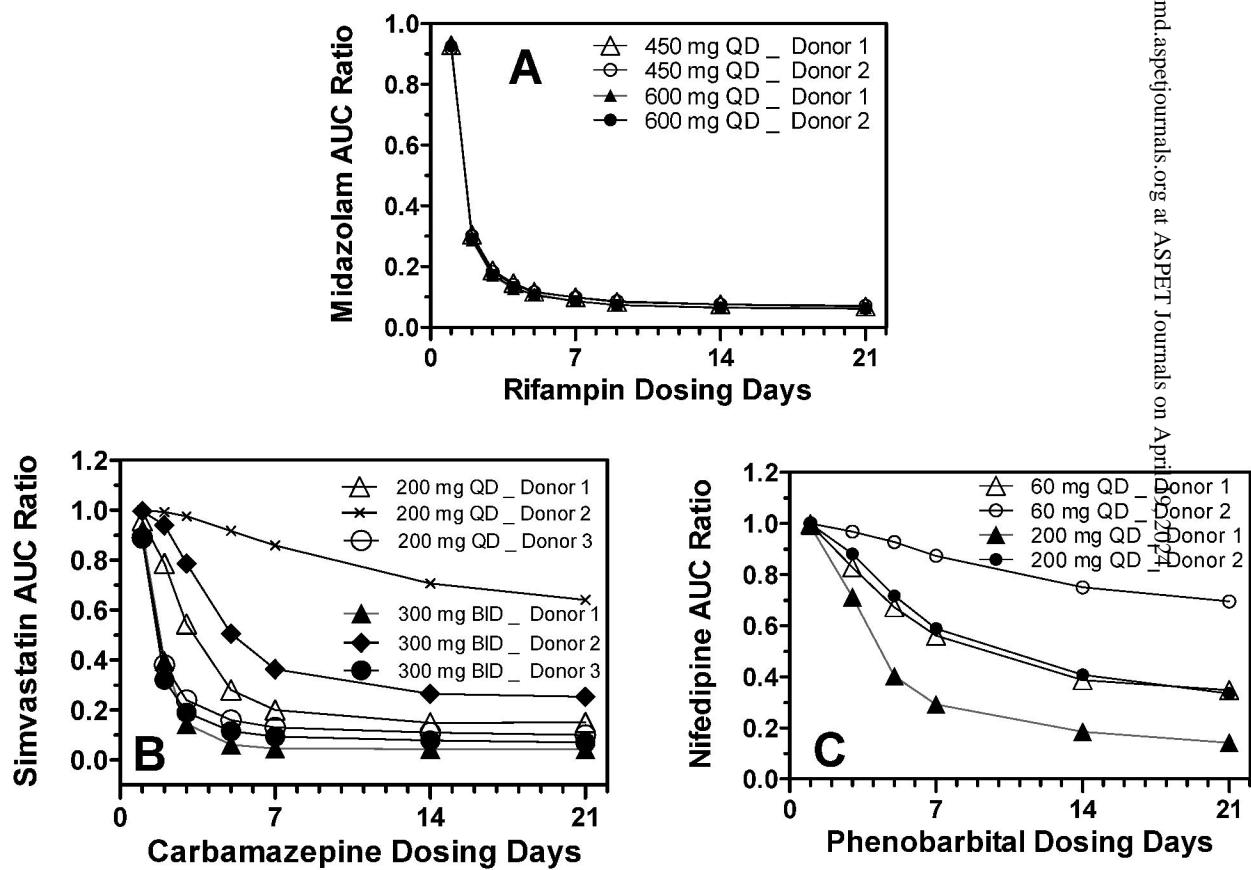 A
Midazolam AUC Ratio
1.0
0.8
0.6
0.4
0.2
0.0
450 mg QD _ Donor 1
450 mg QD _ Donor 2
600 mg QD _ Donor 1
600 mg QD _ Donor 2
0 7 14 21
Rifampin Dosing Days
md.aspetjournals.org at ASPET Journals on April 19, 2024
Simvastatin AUC Ratio
1.2
1.0
0.8
0.6
0.4
0.2
0.0
200 mg QD _ Donor 1
200 mg QD _ Donor 2
200 mg QD _ Donor 3
300 mg BID _ Donor 1
300 mg BID _ Donor 2
300 mg BID _ Donor 3
B
0 7 14 21
Carbamazepine Dosing Days
Nifedipine AUC Ratio
1.2
1.0
0.8
0.6
0.4
0.2
0.0
60 mg QD _ Donor 1
60 mg QD _ Donor 2
200 mg QD _ Donor 1
200 mg QD _ Donor 2
C
0 7 14 21
Phenobarbital Dosing Days